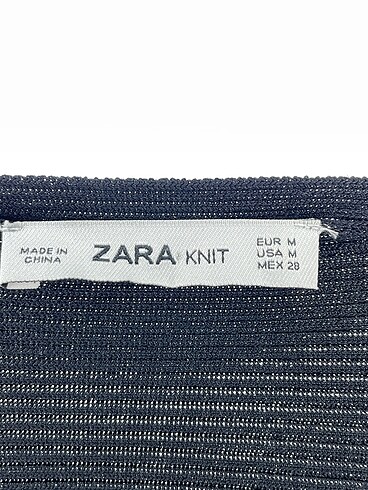 MADE IN
CHINA
ZARA KNIT
EUR M
USA M
MEX 28